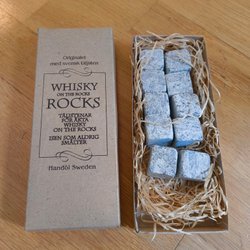 Originalet
med svensk täljsten
WHISKY
ON THE ROCKS
ROCKS
TÄLJSTENAR
FÖR ÄKTA
WHISKY
ON THE ROCKS
ISEN SOM ALDRIG
SMÄLTER
Handöl Sweden